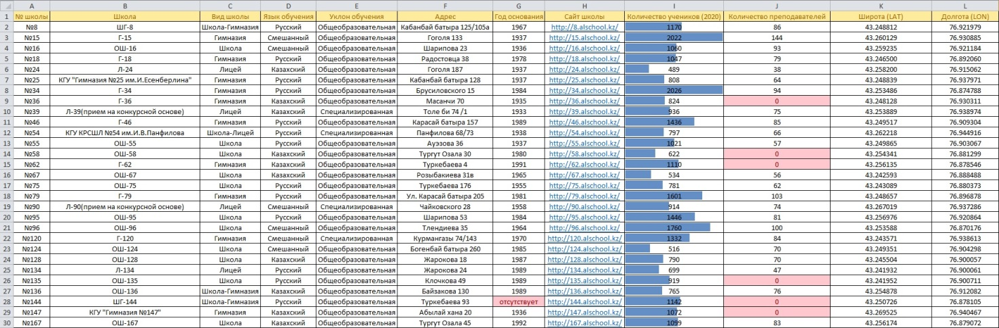 A B C D E F G H I J K L
1 № школы Школа Вид школы Язык обучения Уклон обучения Адрес Год основания Сайт школы Количество учеников (2020) Количество преподавателей Широта (LAT) Долгота (LON)
2 №8 ШГ-8 Школа-Гимназия Русский Общеобразовательная Кабанбай батыра 125/105а 1967 http://8.alschool.kz/ 1170 86 43.248812 76.921979
3 №15 Г-15 Гимназия Смешанный Общеобразовательная Гоголя 133 1937 http://15.alschool.kz/ 2022 144 43.260129 76.930885
4 №16 ОШ-16 Школа Смешанный Общеобразовательная Шарипова 23 1936 http://16.alschool.kz/ 1060 93 43.259235 76.921184
5 №18 Г-18 Гимназия Русский Общеобразовательная Радостовца 38 1978 http://18.alschool.kz/ 1047 79 43.246500 76.892060
6 №24 Л-24 Лицей Казахский Общеобразовательная Гоголя 187 1937 http://24.alschool.kz/ 489 38 43.258200 76.915062
7 №25 КГУ "Гимназия №25 им.И.Есенберлина" Гимназия Русский Общеобразовательная Кабанбай батыра 128 1937 http://25.alschool.kz/ 808 64 43.248839 76.937971
8 №34 Г-34 Гимназия Русский Общеобразовательная Брусиловского 15 1984 http://34.alschool.kz/ 2026 94 43.253486 76.874788
9 №36 Г-36 Гимназия Казахский Общеобразовательная Масанчи 70 1935 http://36.alschool.kz/ 824 0 43.248128 76.930311
10 №39 Л-39(прием на конкурсной основе) Лицей Казахский Специализированная Толе би 74 /1 1933 http://39.alschool.kz/ 936 75 43.253889 76.938974
11 №46 Г-46 Гимназия Русский Общеобразовательная Карасай батыра 157 1989 http://46.alschool.kz/ 1436 85 43.249517 76.909304
12 №54 КГУ КРСШЛ №54 им.И.В.Панфилова Школа-Лицей Русский Специализированная Панфилова 68/73 1938 http://54.alschool.kz/ 797 66 43.262218 76.944916
13 №55 ОШ-55 Школа Русский Общеобразовательная Ауэзова 36 1937 http://55.alschool.kz/ 1021 57 43.249865 76.903067
14 №58 ОШ-58 Школа Казахский Общеобразовательная Тургут Озала 30 1980 http://58.alschool.kz/ 622 0 43.254341 76.881299
15 №62 Г-62 Гимназия Казахский Общеобразовательная Туркебаева 4 1991 http://62.alschool.kz/ 1110 0 43.256135 76.878546
16 №67 ОШ-67 Школа Казахский Общеобразовательная Розыбакиева 31в 1965 http://67.alschool.kz/ 534 56 43.242593 76.888488
17 №75 ОШ-75 Школа Русский Общеобразовательная Туркебаева 176 1955 http://75.alschool.kz/ 781 62 43.243089 76.880373
18 №79 Г-79 Гимназия Русский Общеобразовательная Ул. Карасай батыра 205 1981 http://79.alschool.kz/ 1601 103 43.248657 76.896878
19 №90 Л-90(прием на конкурсной основе) Лицей Смешанный Специализированная Чайковского 28 1958 http://90.alschool.kz/ 914 74 43.267019 76.937286
20 №95 ОШ-95 Школа Русский Общеобразовательная Шарипова 53 1984 http://95.alschool.kz/ 1446 81 43.256976 76.920864
21 №96 ОШ-96 Школа Смешанный Общеобразовательная Тлендиева 35 1964 http://96.alschool.kz/ 1760 100 43.253588 76.870176
22 №120 Г-120 Гимназия Смешанный Специализированная Курмангазы 74/143 1970 http://120.alschool.kz/ 1332 84 43.243571 76.938613
23 №124 ОШ-124 Школа Смешанный Общеобразовательная Богенбай батыра 260 1985 http://124.alschool.kz/ 516 70 43.249351 76.904298
24 №128 ОШ-128 Школа Казахский Общеобразовательная Жарокова 18 1987 http://128.alschool.kz/ 790 70 43.245504 76.900057
25 №134 Л-134 Лицей Русский Общеобразовательная Жарокова 24 1989 http://134.alschool.kz/ 699 47 43.241932 76.900061
26 №135 ОШ-135 Школа Русский Общеобразовательная Клочкова 49 1989 http://135.alschool.kz/ 919 0 43.241952 76.900711
27 №136 ОШ-136 Школа-Гимназия Казахский Общеобразовательная Байзакова 130 1989 http://136.alschool.kz/ 765 76 43.254878 76.912082
28 №144 ШГ-144 Школа-Гимназия Русский Общеобразовательная Туркебаева 93 отсутствует http://144.alschool.kz/ 1142 0 43.250726 76.878105
29 №147 КГУ "Гимназия №147" Гимназия Казахский Общеобразовательная Абылай хана 20 1936 http://147.alschool.kz/ 1072 0 43.269525 76.940467
30 №167 ОШ-167 Школа Казахский Общеобразовательная Тургут Озала 45 1992 http://167.alschool.kz/ 1099 83 43.256174 76.879072